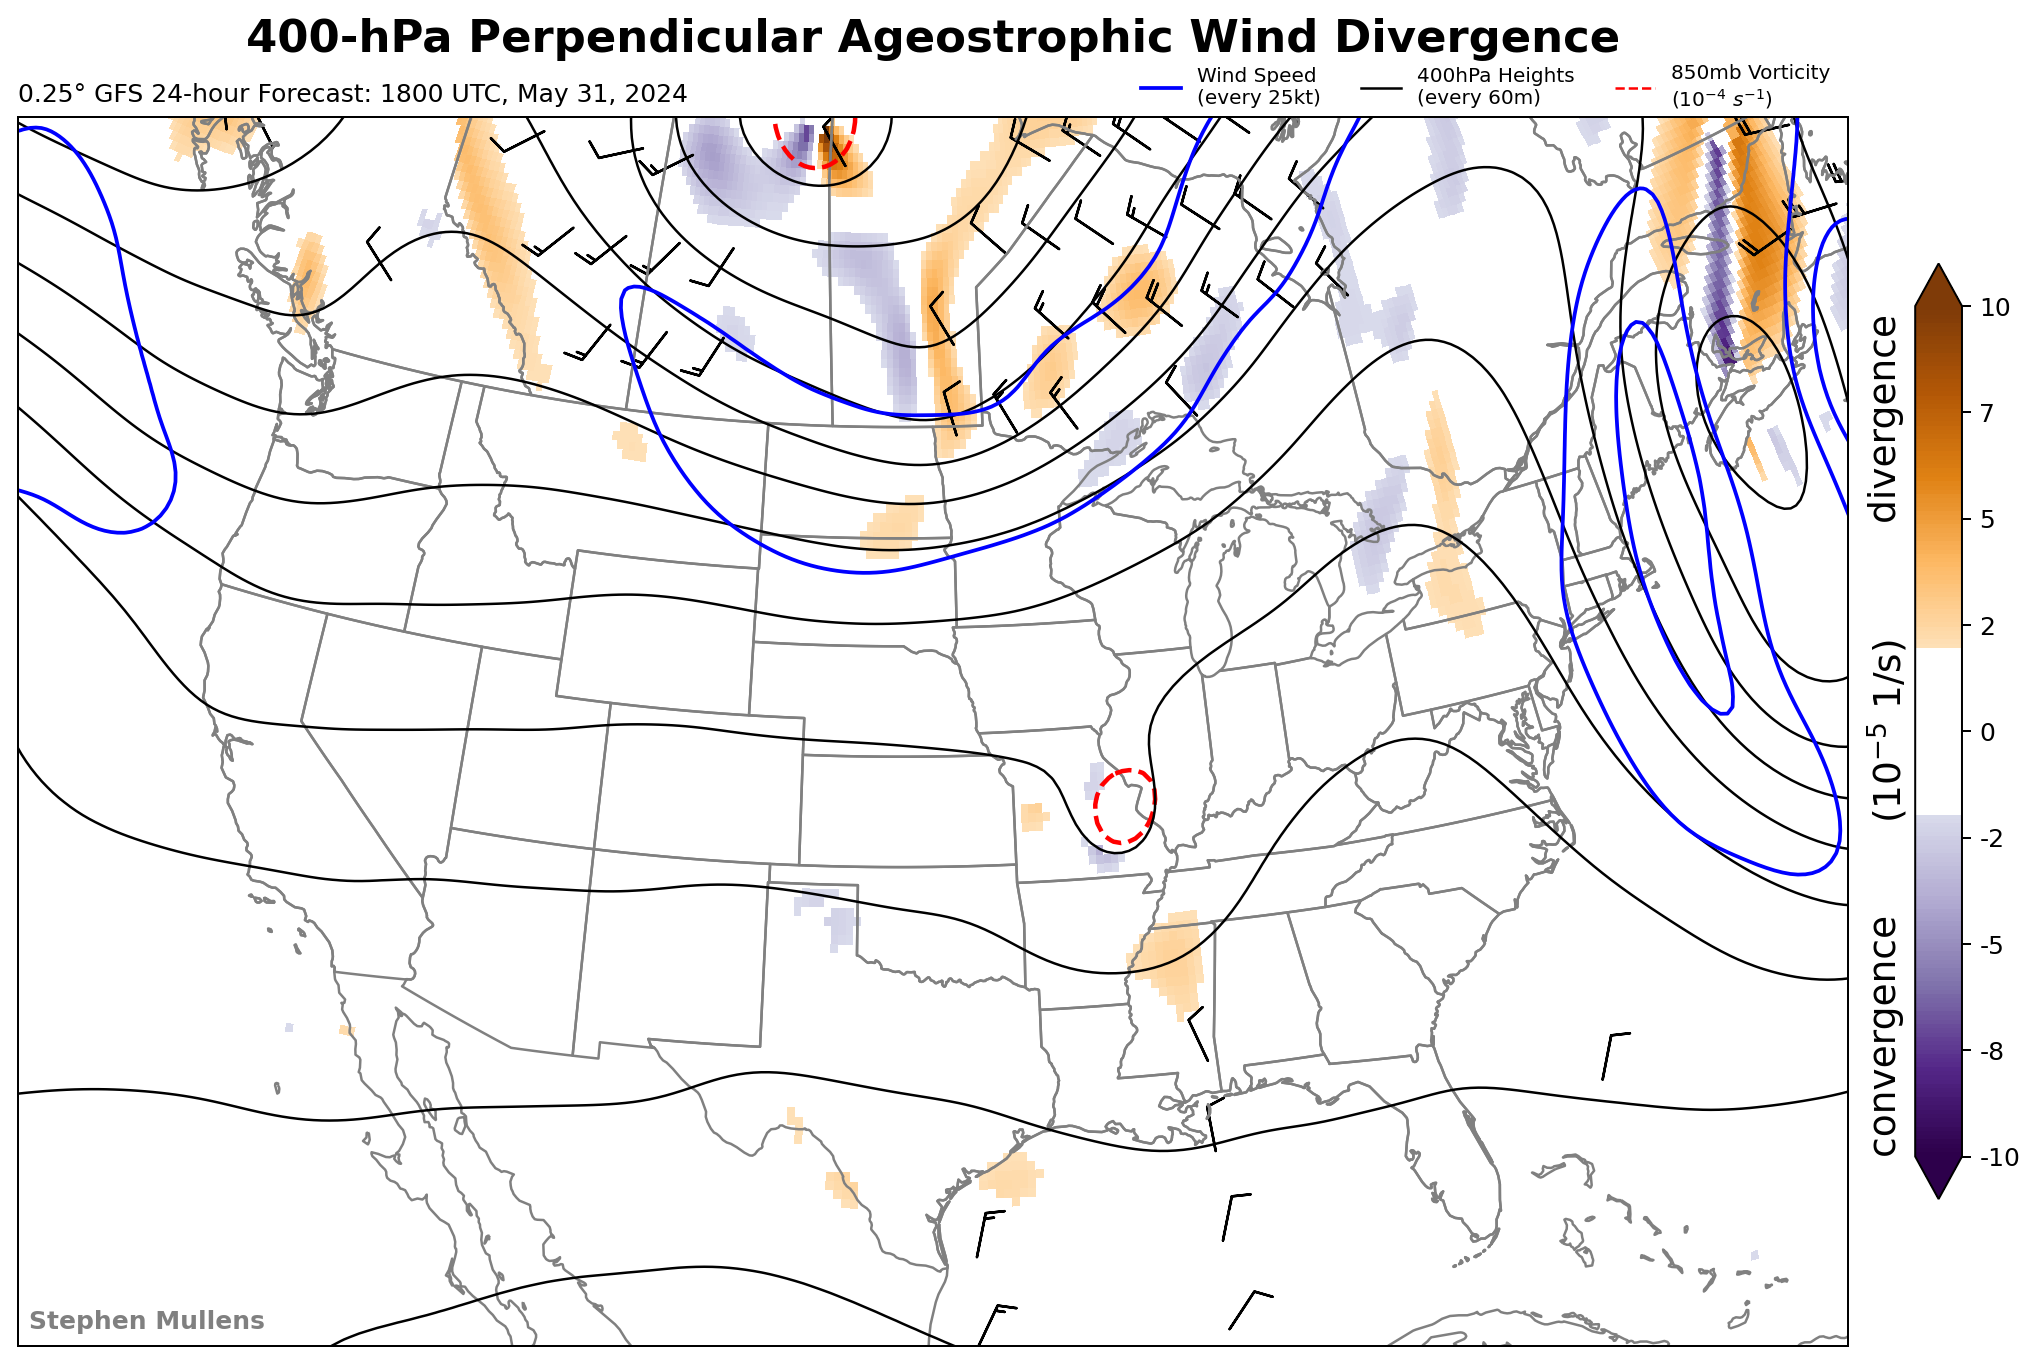 400-hPa Perpendicular Ageostrophic Wind Divergence
0.25° GFS 24-hour Forecast: 1800 UTC, May 31, 2024
Wind Speed
(every 25kt)
400hPa Heights
(every 60m)
850mb Vorticity
(10⁻⁴ s⁻¹)
10
7
5
2
0
-2
-5
-8
-10
convergence (10⁻⁵ 1/s) divergence
Stephen Mullens